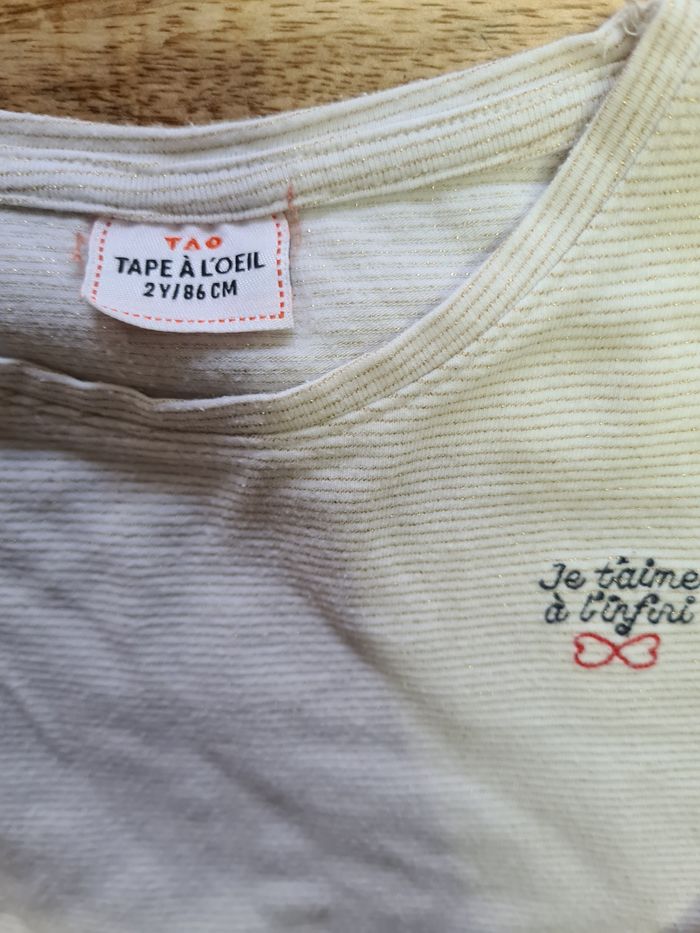 TAO
TAPE À L'OEIL
2Y/86 CM
Je t'aime
à l'infini